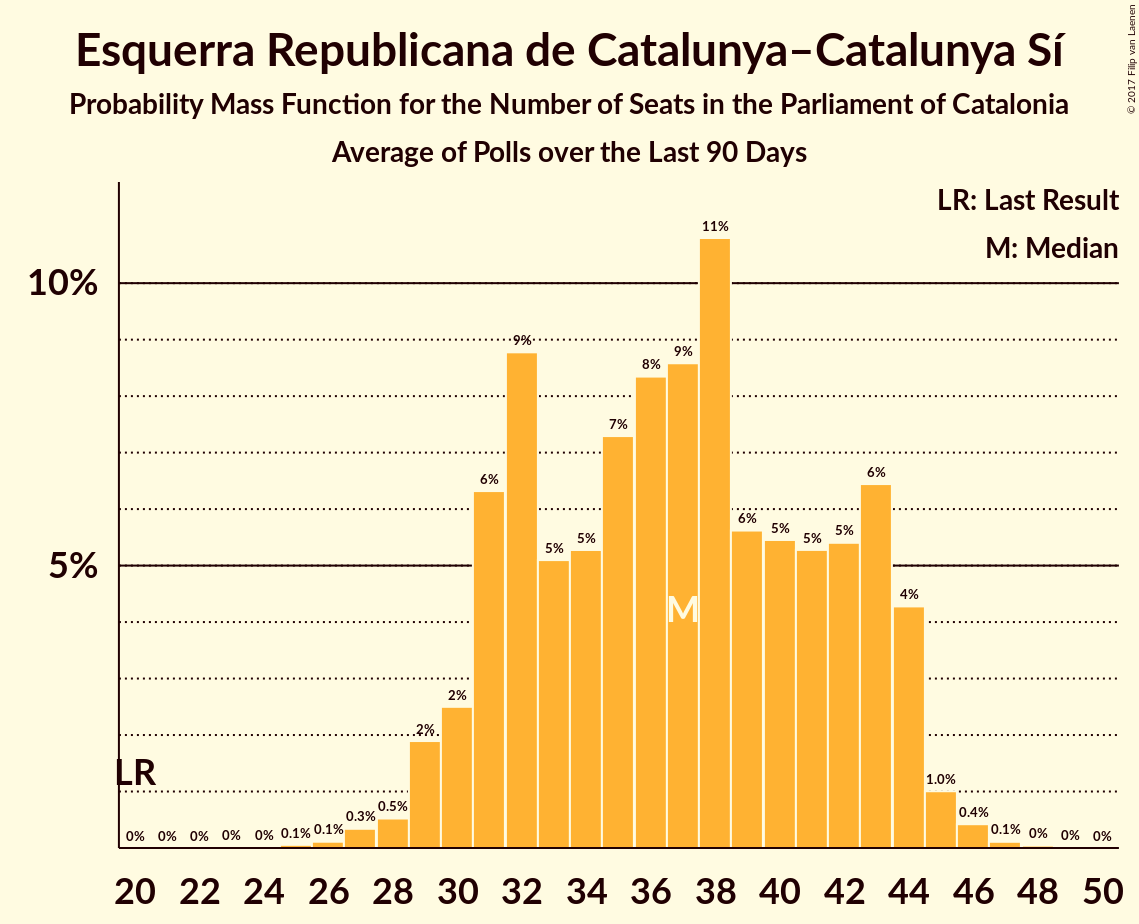 Esquerra Republicana de Catalunya–Catalunya Sí
Probability Mass Function for the Number of Seats in the Parliament of Catalonia
Average of Polls over the Last 90 Days
© 2017 Filip van Laenen
LR: Last Result
M: Median
10%
5%
11%
9%
9%
8%
7%
6%
6%
6%
5%
5%
5%
5%
5%
4%
M
2%
2%
LR
1.0%
0.5%
0.4%
0.3%
0% 0% 0% 0% 0% 0.1% 0.1%
0.1% 0% 0% 0%
20 22 24 26 28 30 32 34 36 38 40 42 44 46 48 50